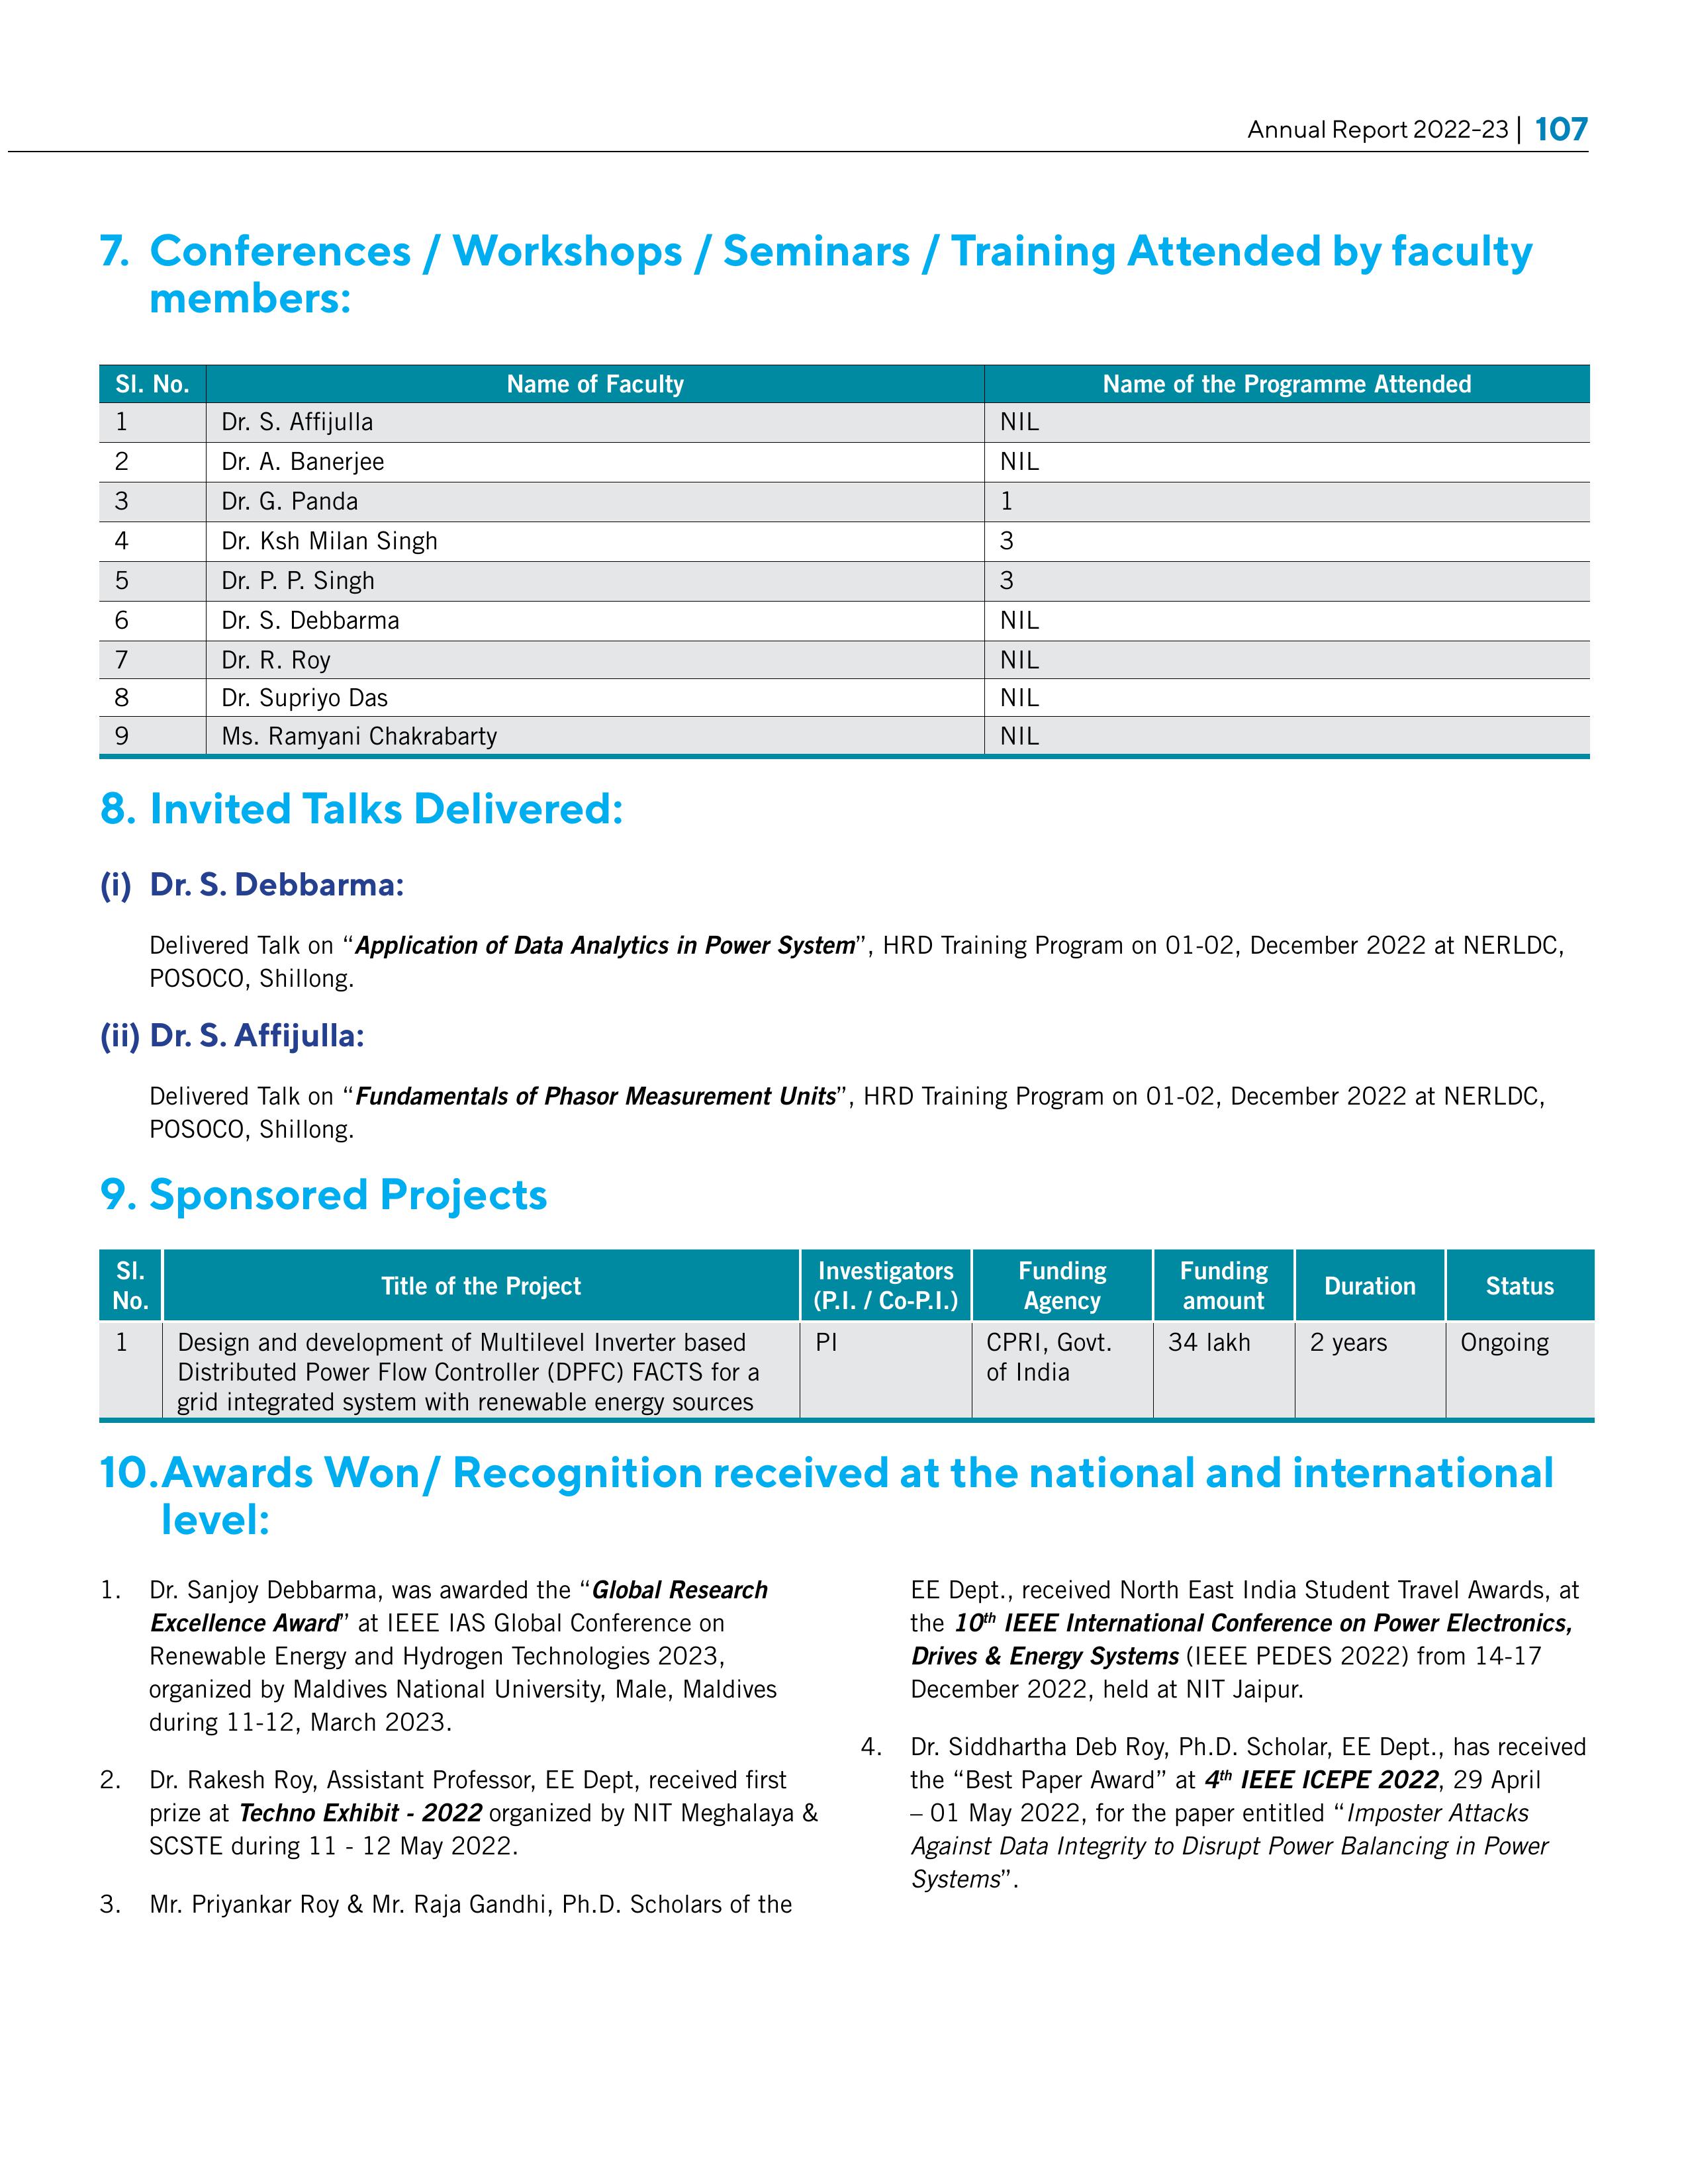 Annual Report 2022-23 | 107
7. Conferences / Workshops / Seminars / Training Attended by faculty
members:
Sl. No. Name of Faculty Name of the Programme Attended
1 Dr. S. Affijulla NIL
2 Dr. A. Banerjee NIL
3 Dr. G. Panda 1
4 Dr. Ksh Milan Singh 3
5 Dr. P. P. Singh 3
6 Dr. S. Debbarma NIL
7 Dr. R. Roy NIL
8 Dr. Supriyo Das NIL
9 Ms. Ramyani Chakrabarty NIL
8. Invited Talks Delivered:
(i) Dr. S. Debbarma:
Delivered Talk on “Application of Data Analytics in Power System”, HRD Training Program on 01-02, December 2022 at NERLDC,
POSOCO, Shillong.
(ii) Dr. S. Affijulla:
Delivered Talk on “Fundamentals of Phasor Measurement Units”, HRD Training Program on 01-02, December 2022 at NERLDC,
POSOCO, Shillong.
9. Sponsored Projects
Sl. No. Title of the Project Investigators (P.I. / Co-P.I.) Funding Agency Funding amount Duration Status
1 Design and development of Multilevel Inverter based PI CPRI, Govt. 34 lakh 2 years Ongoing
Distributed Power Flow Controller (DPFC) FACTS for a of India
grid integrated system with renewable energy sources
10. Awards Won/ Recognition received at the national and international
level:
1. Dr. Sanjoy Debbarma, was awarded the “Global Research
Excellence Award” at IEEE IAS Global Conference on
Renewable Energy and Hydrogen Technologies 2023,
organized by Maldives National University, Male, Maldives
during 11-12, March 2023.
2. Dr. Rakesh Roy, Assistant Professor, EE Dept, received first
prize at Techno Exhibit - 2022 organized by NIT Meghalaya &
SCSTE during 11 - 12 May 2022.
3. Mr. Priyankar Roy & Mr. Raja Gandhi, Ph.D. Scholars of the
EE Dept., received North East India Student Travel Awards, at
the 10th IEEE International Conference on Power Electronics,
Drives & Energy Systems (IEEE PEDES 2022) from 14-17
December 2022, held at NIT Jaipur.
4. Dr. Siddhartha Deb Roy, Ph.D. Scholar, EE Dept., has received
the “Best Paper Award” at 4th IEEE ICEPE 2022, 29 April
– 01 May 2022, for the paper entitled “Imposter Attacks
Against Data Integrity to Disrupt Power Balancing in Power
Systems”.